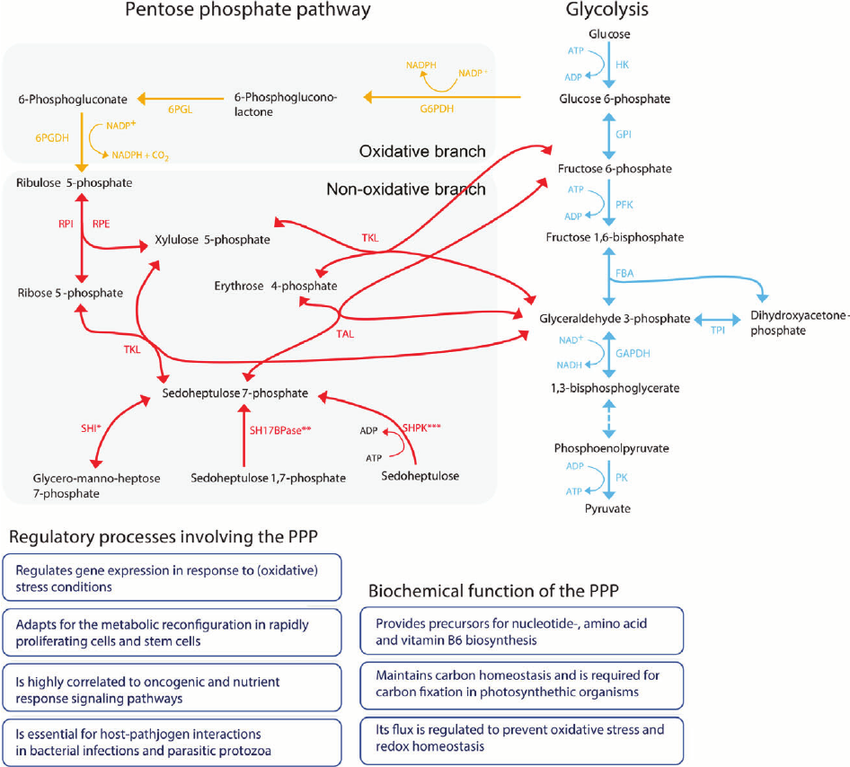 Pentose phosphate pathway
Glycolysis
Glucose
ATP
HK
ADP
Glucose 6-phosphate
NADPH
NADP+
G6PDH
6-Phosphoglucono-
lactone
6PGL
6-Phosphogluconate
6PGDH
NADP+
NADPH + CO2
Oxidative branch
GPI
Fructose 6-phosphate
Ribulose 5-phosphate
Non-oxidative branch
ATP
PFK
ADP
RPI
RPE
Xylulose 5-phosphate
TKL
Fructose 1,6-bisphosphate
FBA
Ribose 5-phosphate
Erythrose 4-phosphate
Glyceraldehyde 3-phosphate
TPI
Dihydroxyacetone-
phosphate
TKL
TAL
NAD+
GAPDH
NADH
Sedoheptulose 7-phosphate
1,3-bisphosphoglycerate
SHI*
SH17BPase**
ADP
SHPK***
ATP
Phosphoenolpyruvate
Glycero-manno-heptose
7-phosphate
Sedoheptulose 1,7-phosphate
Sedoheptulose
ADP
PK
ATP
Pyruvate
Regulatory processes involving the PPP
Regulates gene expression in response to (oxidative)
stress conditions
Adapts for the metabolic reconfiguration in rapidly
proliferating cells and stem cells
Is highly correlated to oncogenic and nutrient
response signaling pathways
Is essential for host-pathjogen interactions
in bacterial infections and parasitic protozoa
Biochemical function of the PPP
Provides precursors for nucleotide-, amino acid
and vitamin B6 biosynthesis
Maintains carbon homeostasis and is required for
carbon fixation in photosynthethic organisms
Its flux is regulated to prevent oxidative stress and
redox homeostasis